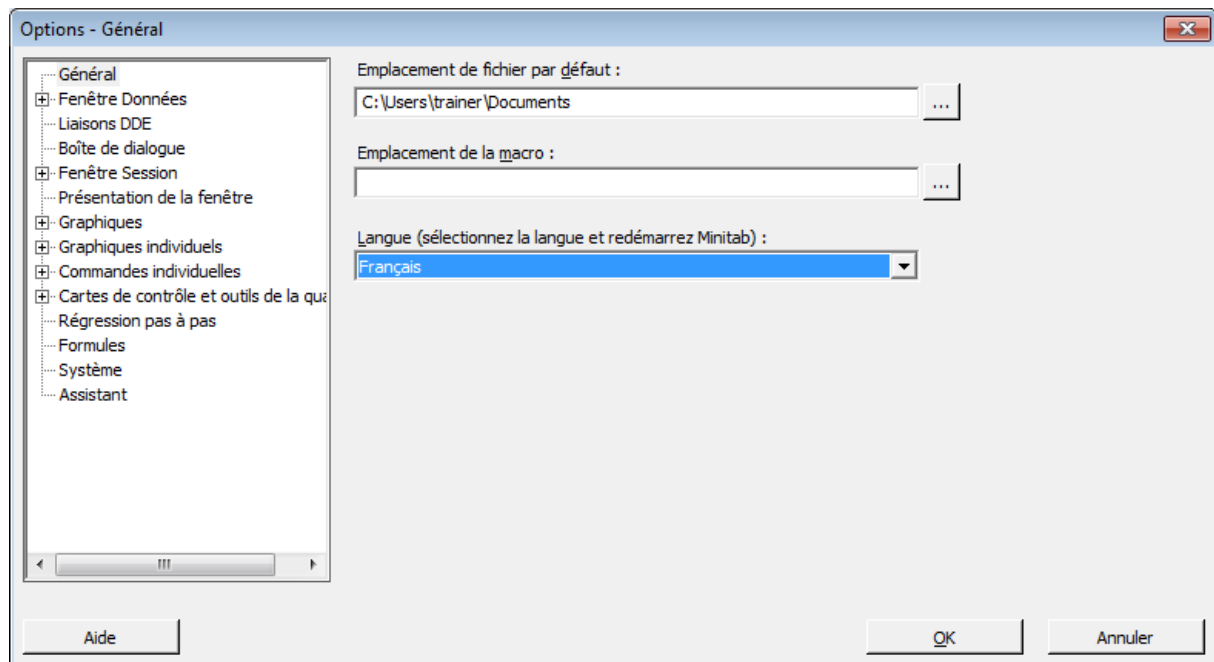 Options - Général
Général
Fenêtre Données
Liaisons DDE
Boîte de dialogue
Fenêtre Session
Présentation de la fenêtre
Graphiques
Graphiques individuels
Commandes individuelles
Cartes de contrôle et outils de la qua
Régression pas à pas
Formules
Système
Assistant
Emplacement de fichier par défaut :
C:\Users\trainer\Documents
...
Emplacement de la macro :
...
Langue (sélectionnez la langue et redémarrez Minitab) :
Français
Aide
OK
Annuler